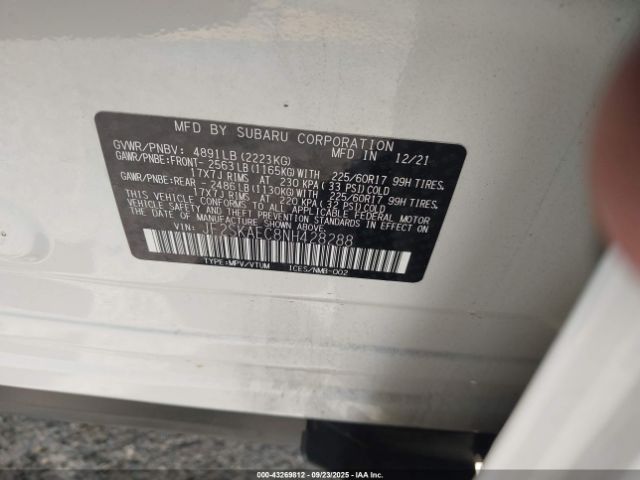 MFD BY SUBARU CORPORATION
GVWR/PNBV: 4891LB(2223KG) MFD IN 12/21
GAWR/PNBE:FRONT- 2563LB(1165KG)WITH 225/60R17 99H TIRES,
17X7J RIMS, AT 230 KPA(33 PSI)COLD
GAWR/PNBE:REAR - 2486LB(1130KG)WITH 225/60R17 99H TIRES,
17X7J RIMS, AT 220 KPA(32 PSI)COLD
THIS VEHICLE CONFORMS TO ALL APPLICABLE FEDERAL MOTOR
VEHICLE SAFETY AND THEFT PREVENTION STANDARDS IN EFFECT
ON THE DATE OF MANUFACTURE SHOWN ABOVE.
VIN: JF2SKAEC8NH428288
TYPE:MPV/VTUM ICES/NMB-002
000-43269812 - 09/23/2025 - © IAA Inc.